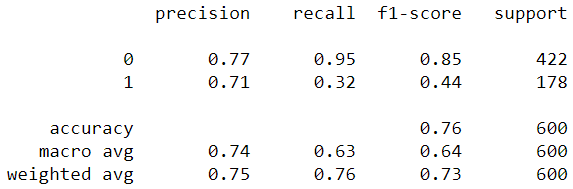 precision recall f1-score support
0 0.77 0.95 0.85 422
1 0.71 0.32 0.44 178
accuracy 0.76 600
macro avg 0.74 0.63 0.64 600
weighted avg 0.75 0.76 0.73 600